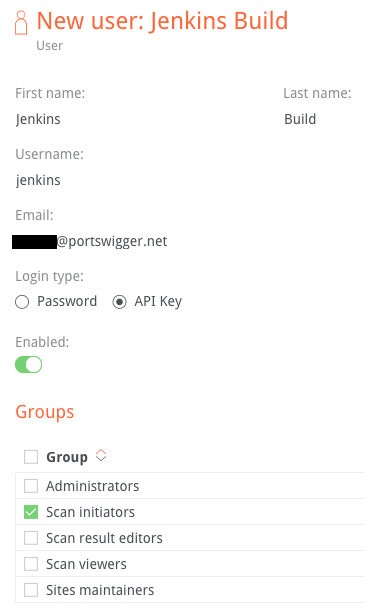 New user: Jenkins Build
User
First name: Last name:
Jenkins Build
Username:
jenkins
Email:
@portswigger.net
Login type:
Password API Key
Enabled:
Groups
Group
Administrators
Scan initiators
Scan result editors
Scan viewers
Sites maintainers